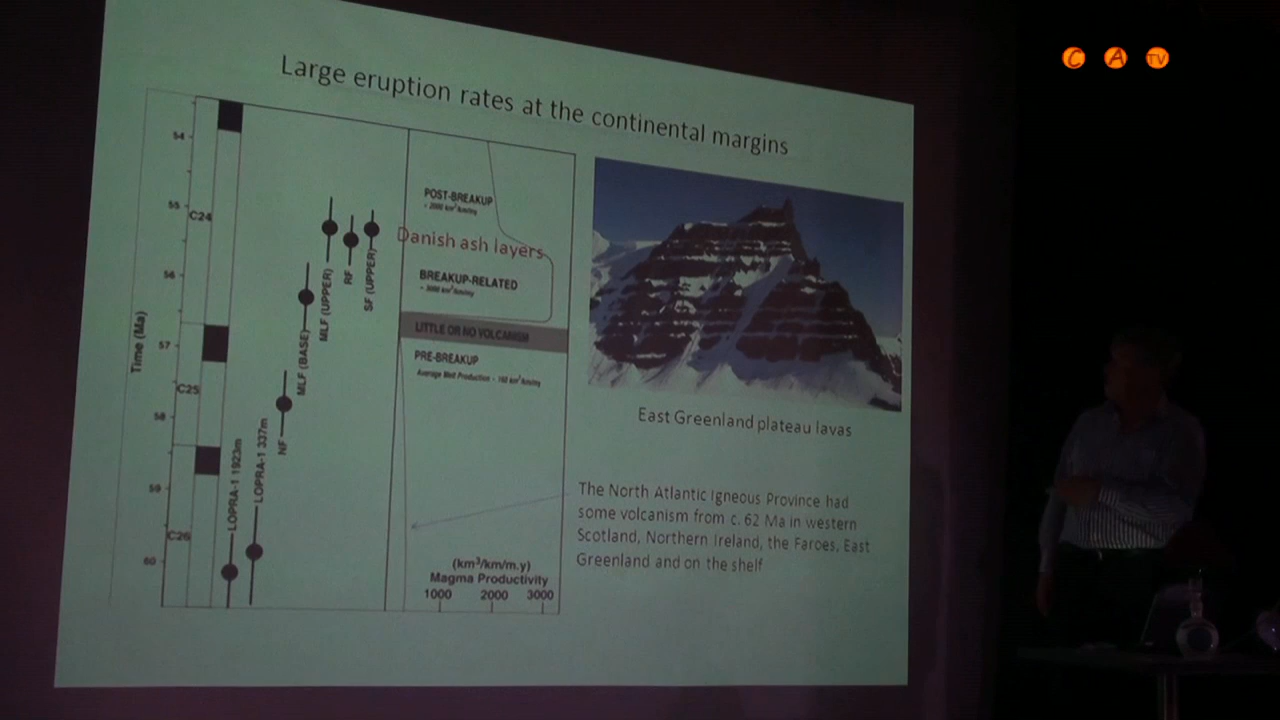 C A TV
Large eruption rates at the continental margins
54
55
C24
56
57
C25
58
59
C26
60
Time (Ma)
LOPRA-1 1923m
LOPRA-1 337m
NF
MLF (BASE)
MLF (UPPER)
RF
SF (UPPER)
POST-BREAKUP
Danish ash layers
BREAKUP-RELATED
LITTLE OR NO VOLCANISM
PRE-BREAKUP
Average Melt Production
(km³/km/m.y)
Magma Productivity
1000 2000 3000
East Greenland plateau lavas
The North Atlantic Igneous Province had
some volcanism from c. 62 Ma in western
Scotland, Northern Ireland, the Faroes, East
Greenland and on the shelf